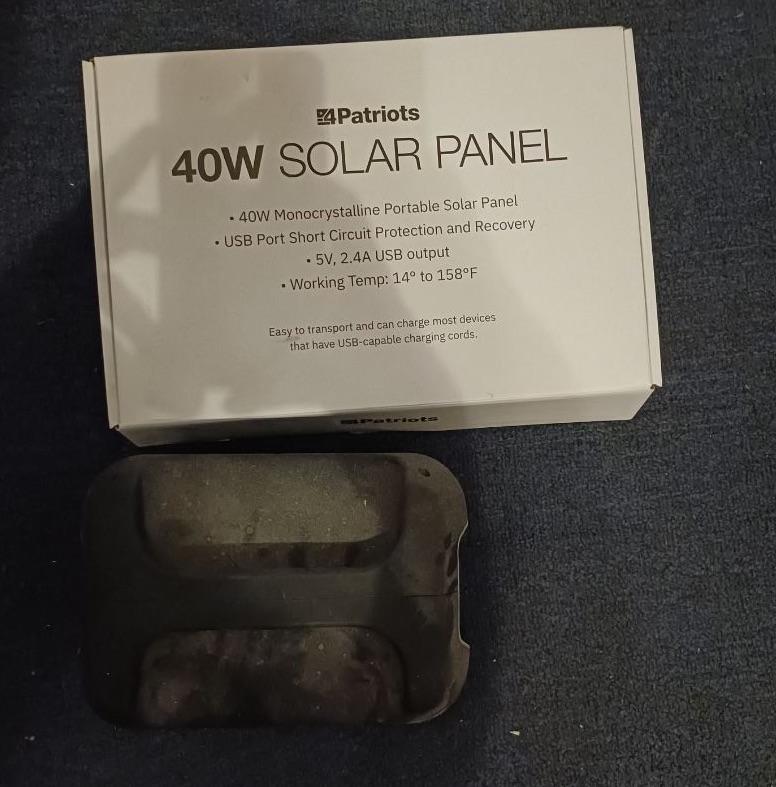 4Patriots
40W SOLAR PANEL
• 40W Monocrystalline Portable Solar Panel
• USB Port Short Circuit Protection and Recovery
• 5V, 2.4A USB output
• Working Temp: 14° to 158°F
Easy to transport and can charge most devices
that have USB-capable charging cords.
4Patriots